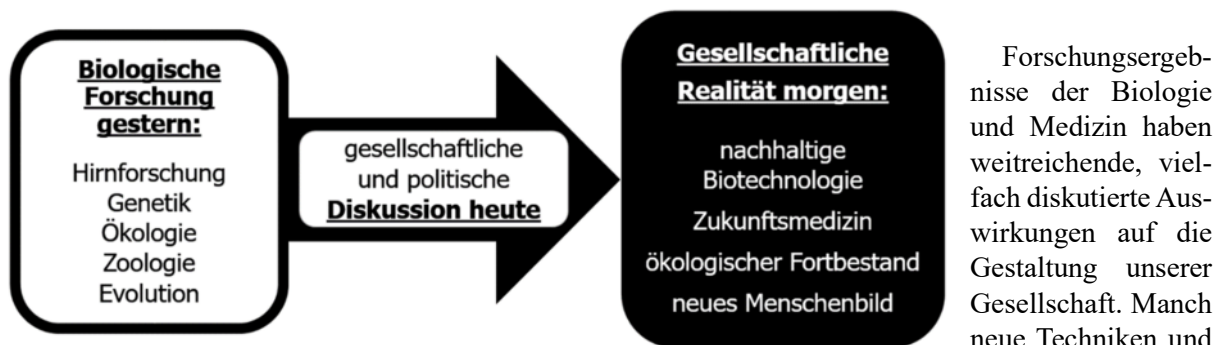 Biologische
Forschung
gestern:
Hirnforschung
Genetik
Ökologie
Zoologie
Evolution
gesellschaftliche
und politische
Diskussion heute
Gesellschaftliche
Realität morgen:
nachhaltige
Biotechnologie
Zukunftsmedizin
ökologischer Fortbestand
neues Menschenbild
Forschungsergeb-
nisse der Biologie
und Medizin haben
weitreichende, viel-
fach diskutierte Aus-
wirkungen auf die
Gestaltung unserer
Gesellschaft. Manch
neue Techniken und